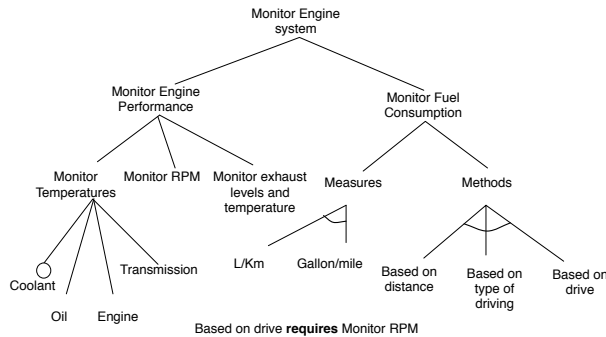 Monitor Engine
system
Monitor Engine
Performance
Monitor Fuel
Consumption
Monitor
Temperatures
Monitor RPM
Monitor exhaust
levels and
temperature
Measures
Methods
Coolant
Oil
Engine
Transmission
L/Km
Gallon/mile
Based on
distance
Based on
type of
driving
Based on
drive
Based on drive requires Monitor RPM